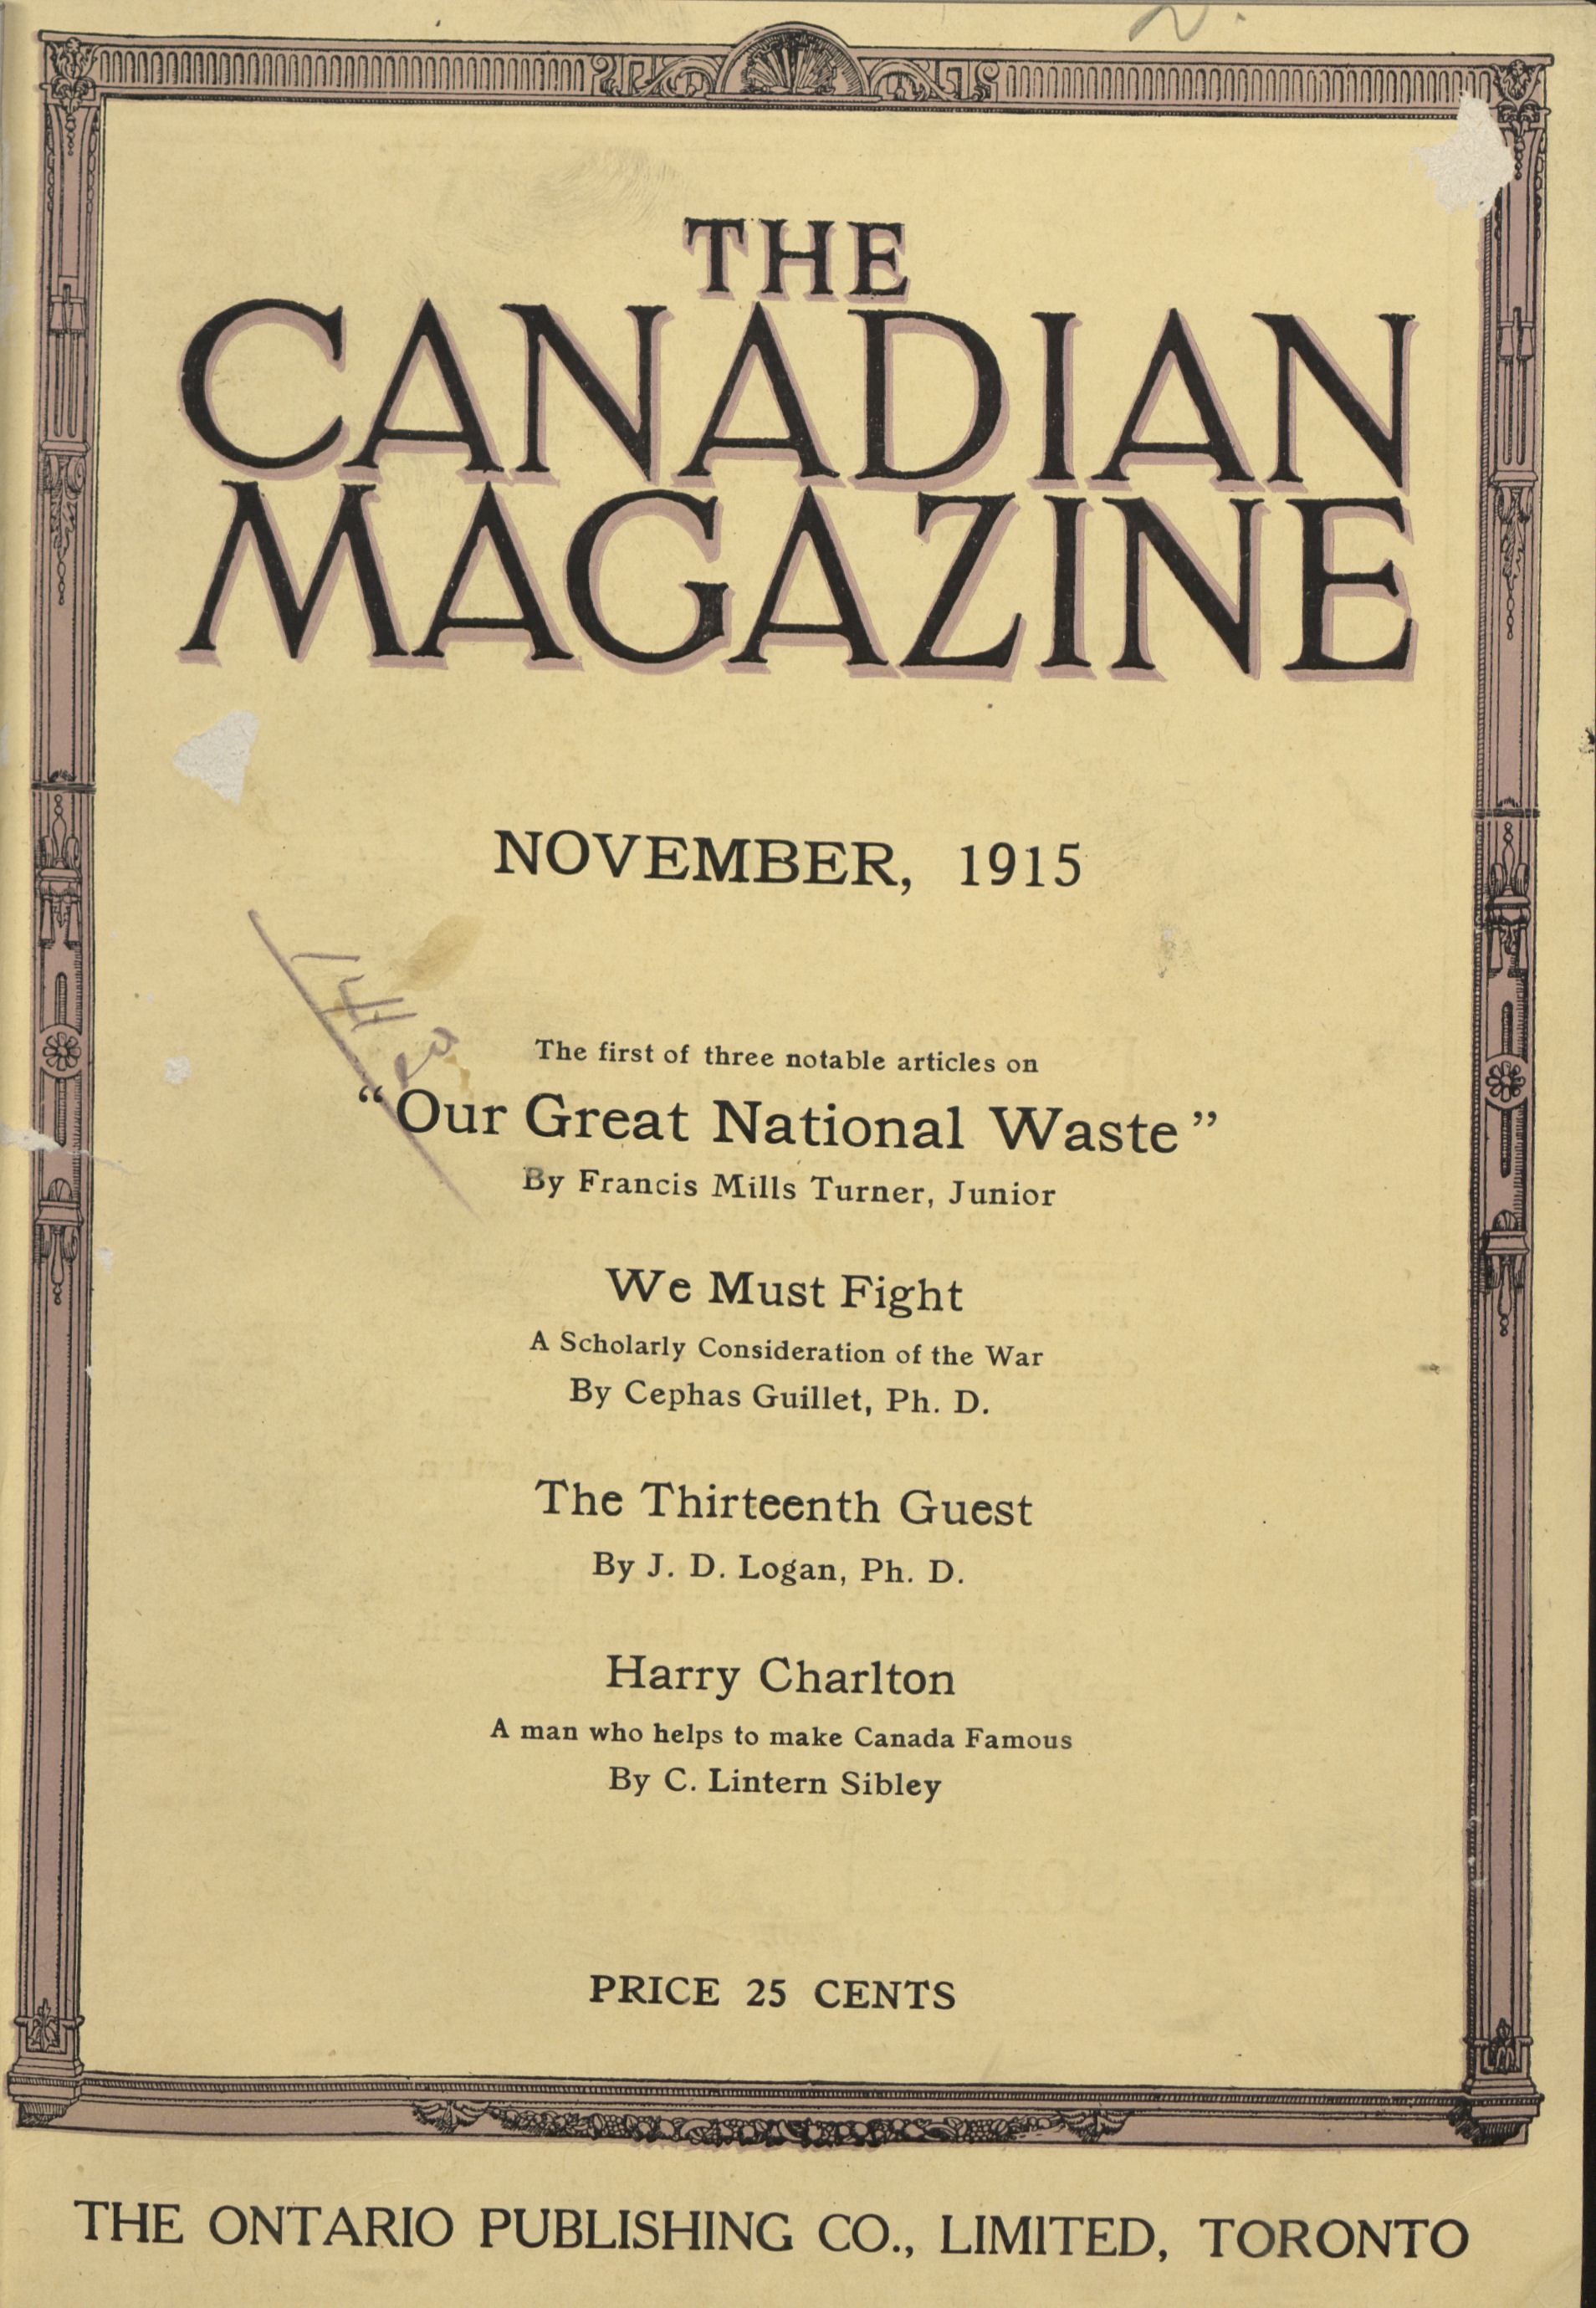 THE
CANADIAN
MAGAZINE
NOVEMBER, 1915
The first of three notable articles on
“Our Great National Waste”
By Francis Mills Turner, Junior
We Must Fight
A Scholarly Consideration of the War
By Cephas Guillet, Ph. D.
The Thirteenth Guest
By J. D. Logan, Ph. D.
Harry Charlton
A man who helps to make Canada Famous
By C. Lintern Sibley
PRICE 25 CENTS
THE ONTARIO PUBLISHING CO., LIMITED, TORONTO